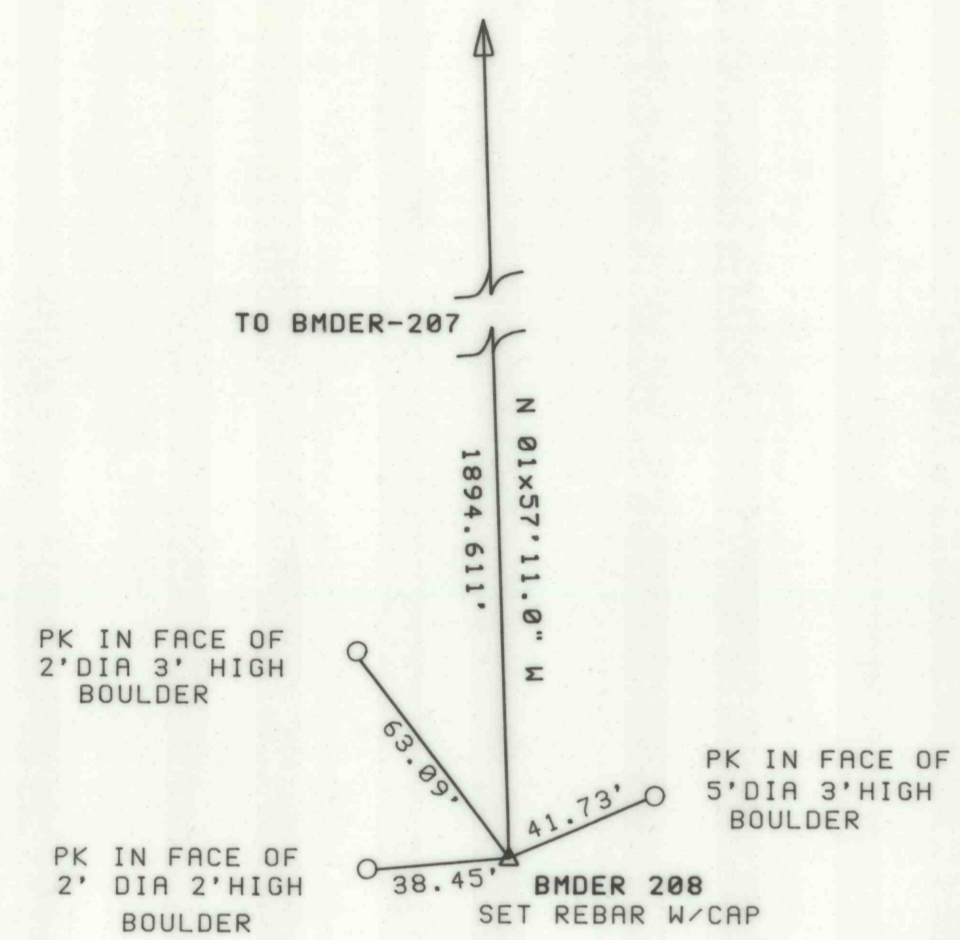 TO BMDER-207
N 01×57'11.0" W
1894.611'
PK IN FACE OF
2'DIA 3' HIGH
BOULDER
63.09'
PK IN FACE OF
5'DIA 3'HIGH
BOULDER
41.73'
PK IN FACE OF
2' DIA 2'HIGH
BOULDER
38.45'
BMDER 208
SET REBAR W/CAP